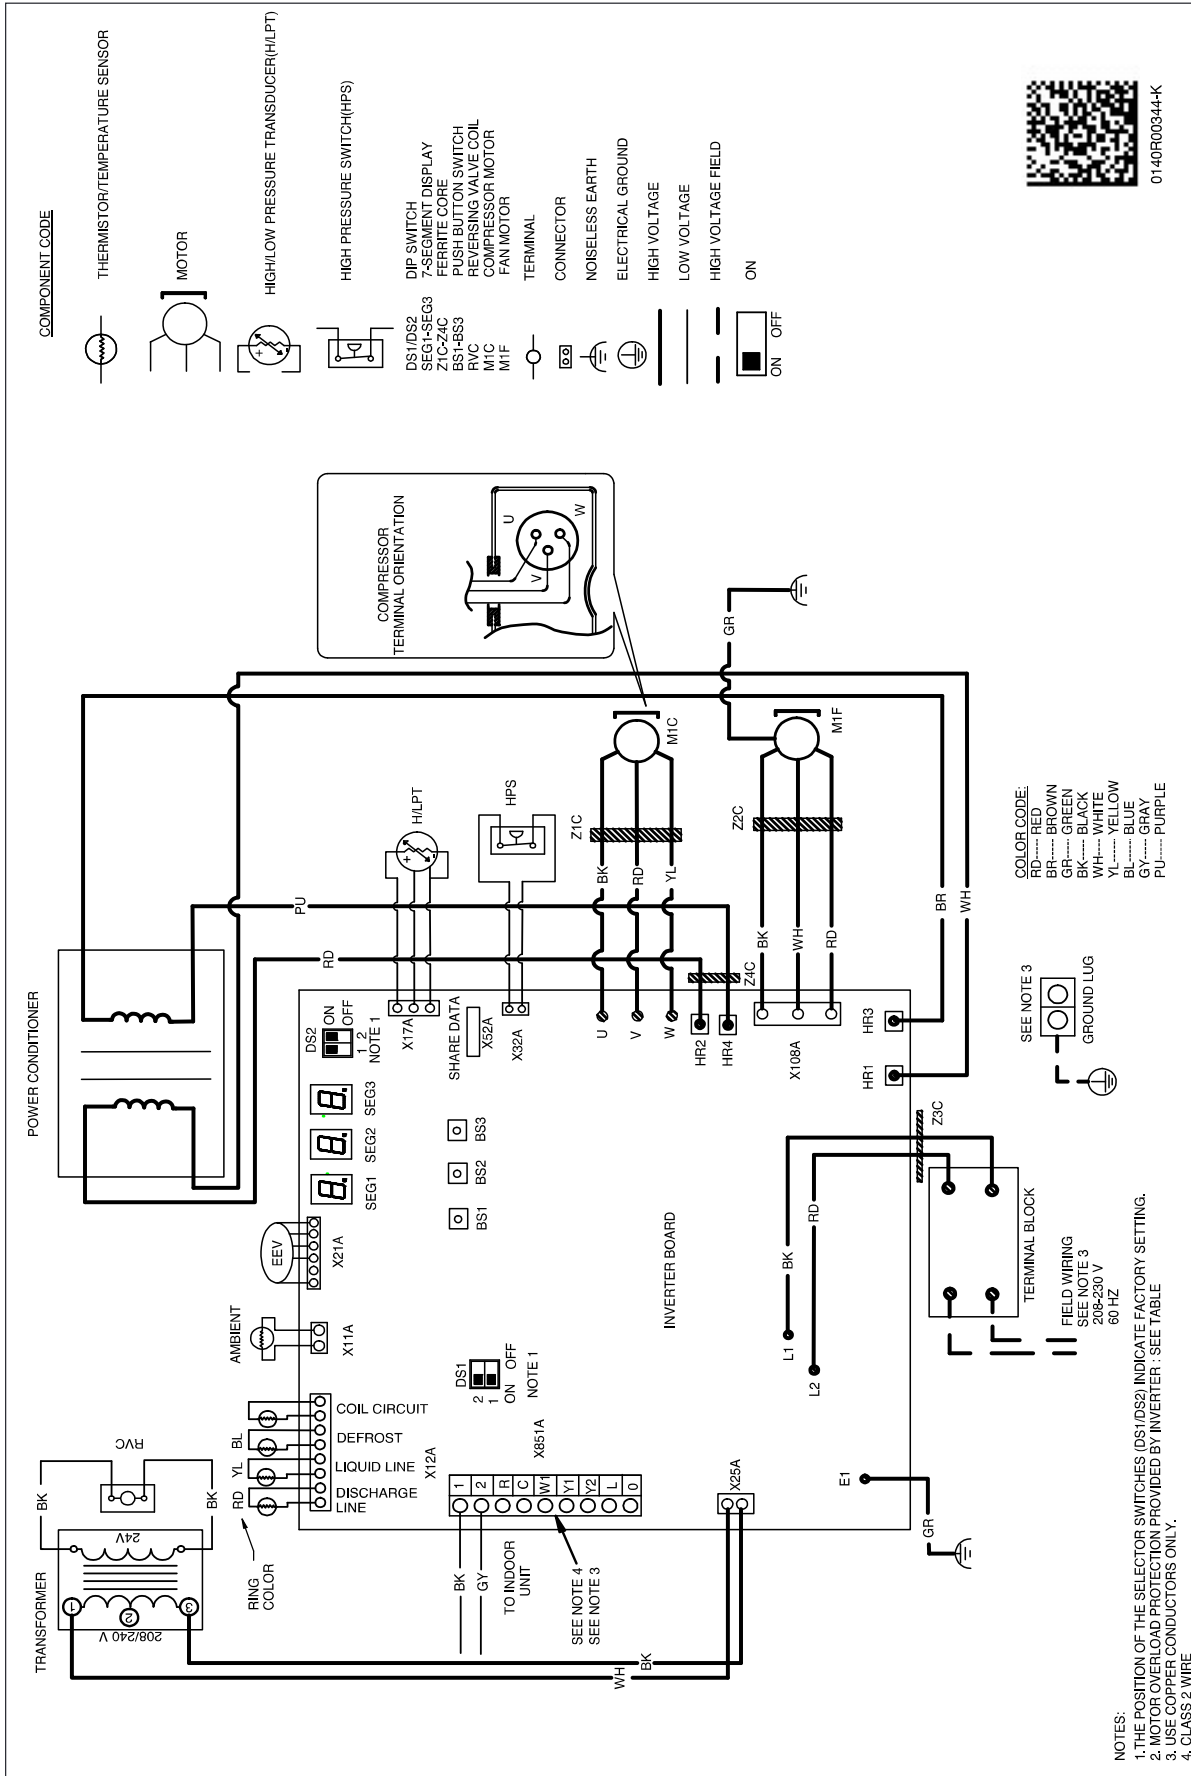 COMPONENT CODE
THERMISTOR/TEMPERATURE SENSOR
MOTOR
HIGH/LOW PRESSURE TRANSDUCER(H/LPT)
HIGH PRESSURE SWITCH(HPS)
DS1/DS2 DIP SWITCH
SEG1-SEG3 7-SEGMENT DISPLAY
Z1C-Z4C FERRITE CORE
BS1-BS3 PUSH BUTTON SWITCH
RVC REVERSING VALVE COIL
M1C COMPRESSOR MOTOR
M1F FAN MOTOR
TERMINAL
CONNECTOR
NOISELESS EARTH
ELECTRICAL GROUND
HIGH VOLTAGE
LOW VOLTAGE
HIGH VOLTAGE FIELD
ON OFF ON
0140R00344-K
COMPRESSOR
TERMINAL ORIENTATION
U
V
W
POWER CONDITIONER
TRANSFORMER
208/240 V
24V
1
2
3
RVC
BK
BK
RING
COLOR
RD
YL
BL
COIL CIRCUIT
DEFROST
LIQUID LINE
DISCHARGE
LINE
X12A
AMBIENT
X11A
EEV
X21A
SEG1
SEG2
SEG3
DS2
ON
OFF
1 2
NOTE 1
X17A
H/LPT
SHARE DATA
X52A
X32A
HPS
BS1
BS2
BS3
DS1
2
1
ON OFF
NOTE 1
X851A
1
2
R
C
W1
Y1
Y2
L
0
BK
GY
TO INDOOR
UNIT
SEE NOTE 4
SEE NOTE 3
WH
BK
X25A
INVERTER BOARD
RD
PU
U
V
W
BK
RD
YL
Z1C
M1C
HR2
HR4
Z4C
X108A
BK
WH
RD
Z2C
M1F
GR
HR3
HR1
BR
WH
L1
L2
BK
RD
Z3C
TERMINAL BLOCK
FIELD WIRING
SEE NOTE 3
208-230 V
60 HZ
E1
GR
SEE NOTE 3
GROUND LUG
COLOR CODE:
RD----- RED
BR----- BROWN
GR----- GREEN
BK----- BLACK
WH----- WHITE
YL------ YELLOW
BL------ BLUE
GY----- GRAY
PU----- PURPLE
NOTES:
1.THE POSITION OF THE SELECTOR SWITCHES (DS1/DS2) INDICATE FACTORY SETTING.
2. MOTOR OVERLOAD PROTECTION PROVIDED BY INVERTER : SEE TABLE
3. USE COPPER CONDUCTORS ONLY.
4. CLASS 2 WIRE